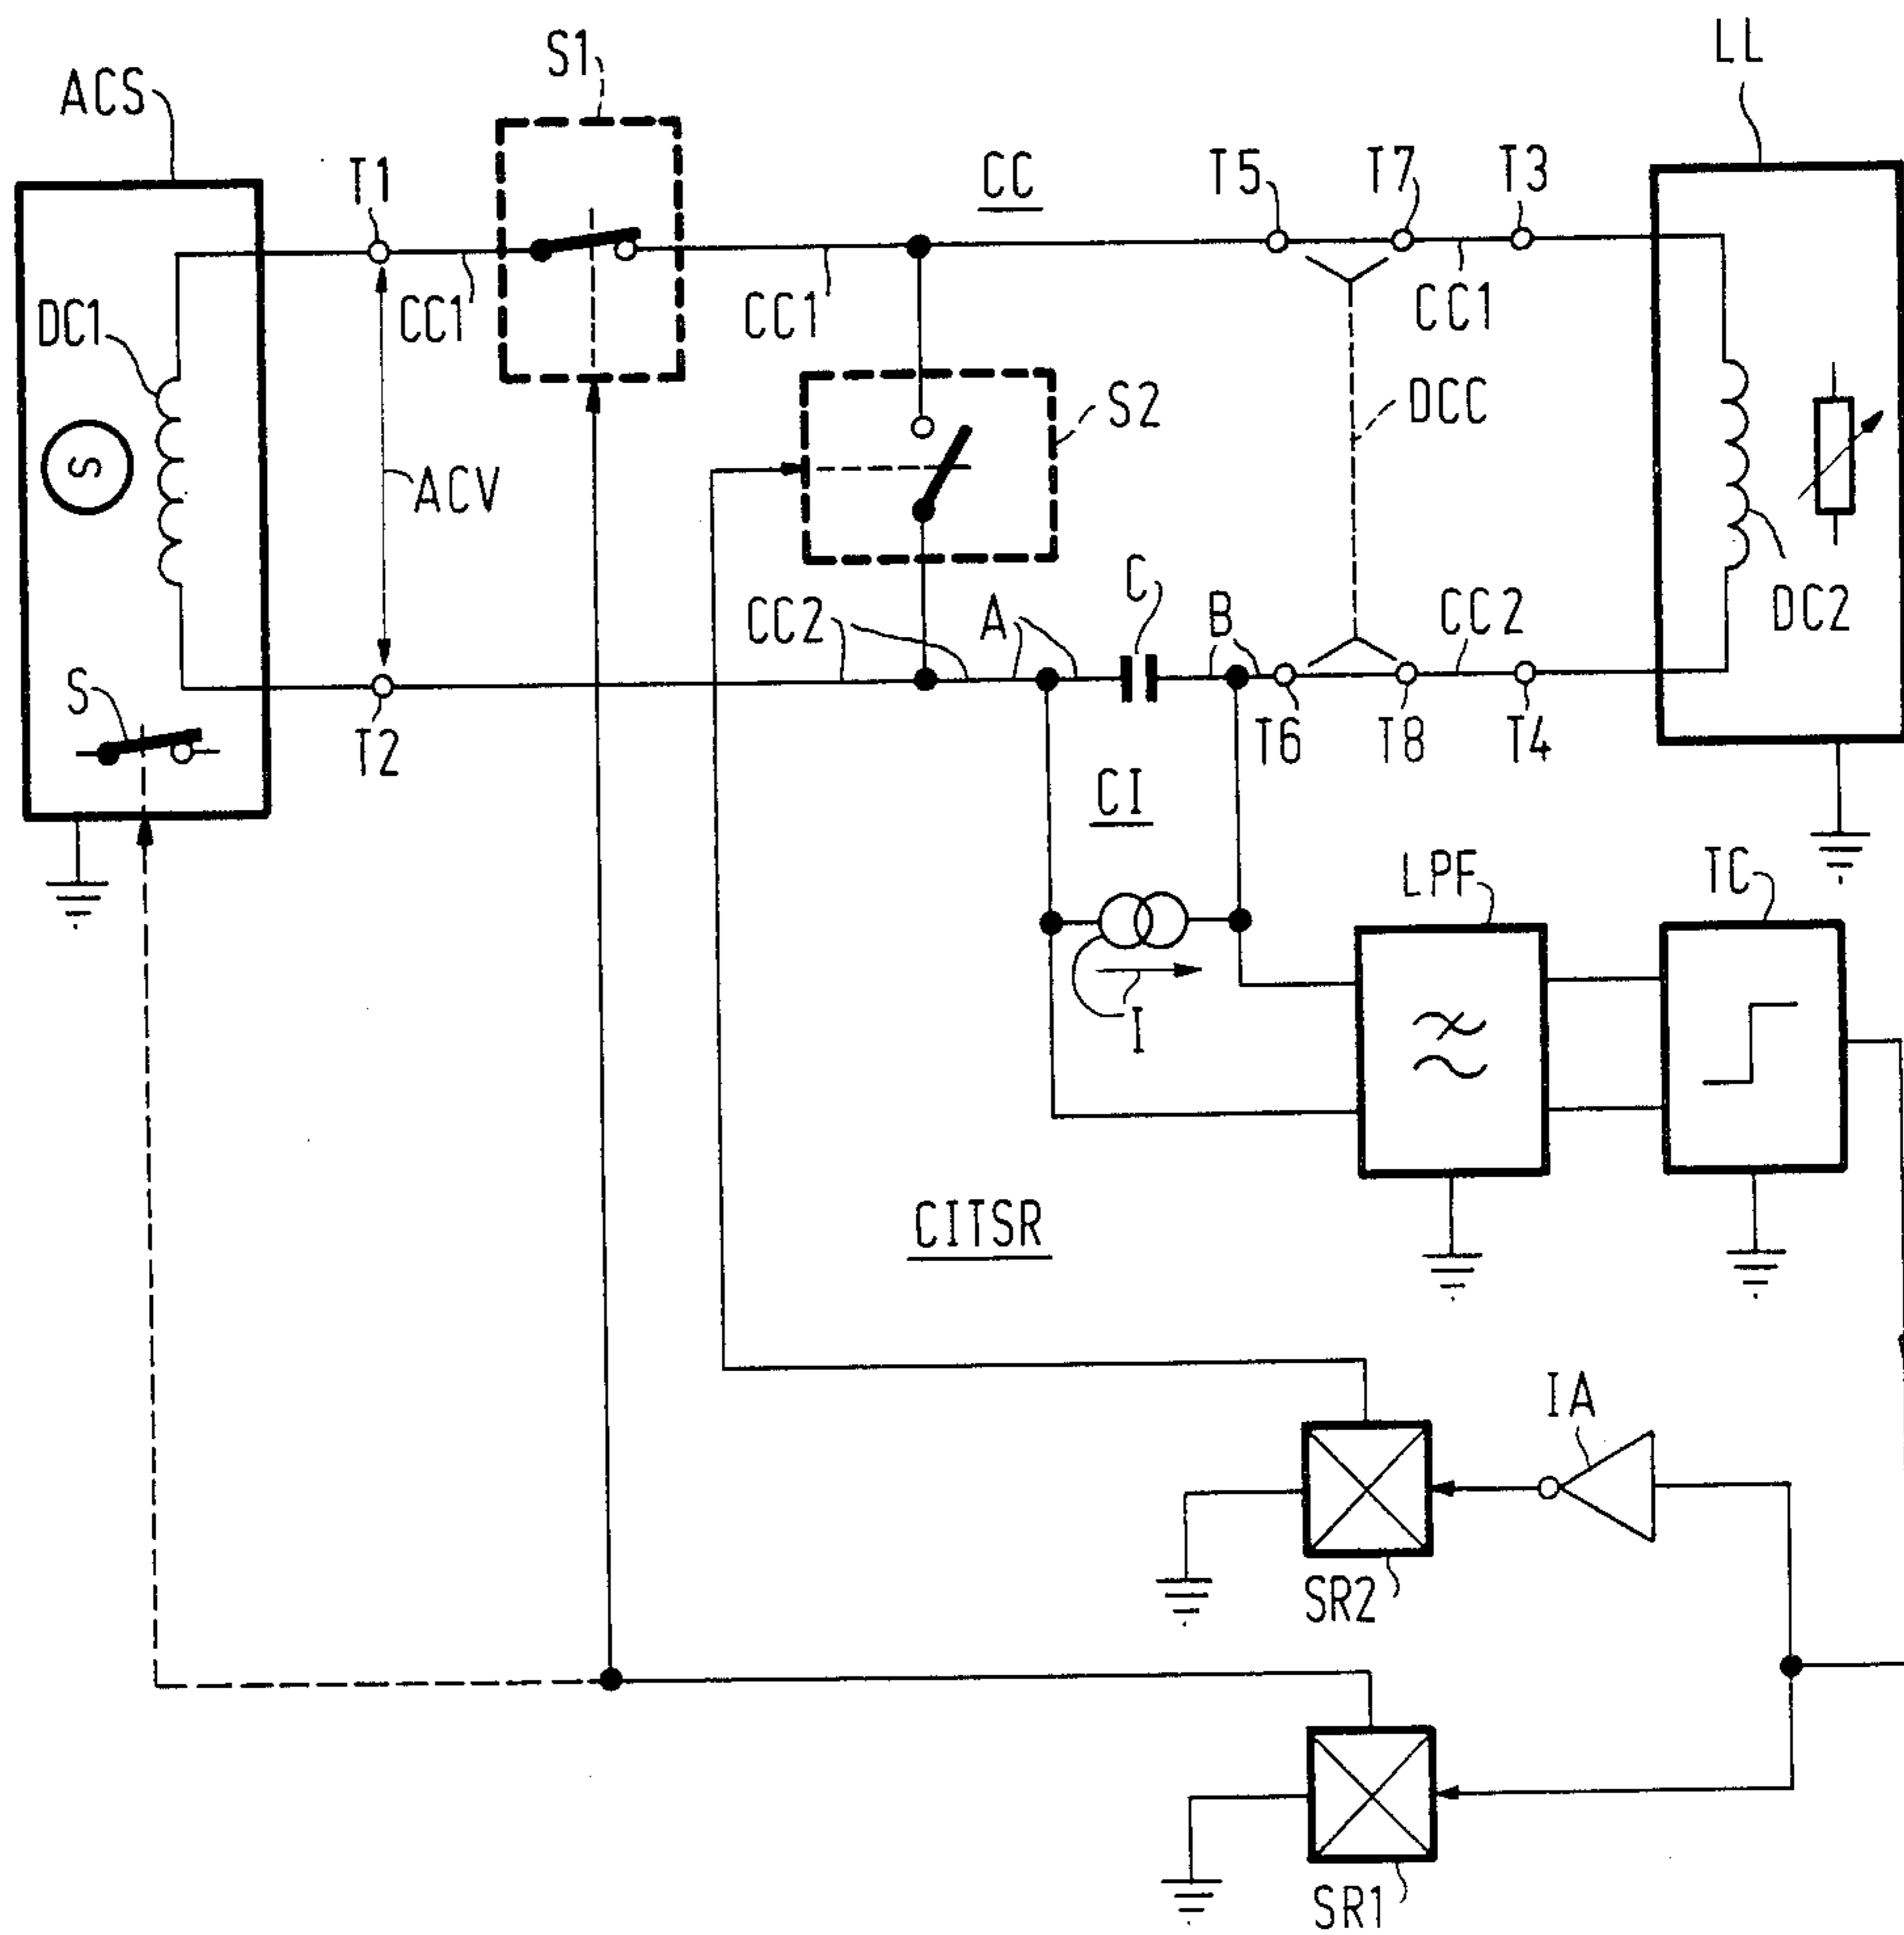 S1
LL
ACS
T1
CC
T5
T7
T3
DC1
CC1
CC1
CC1
S2
DCC
S
ACV
C
CC2
A
B
CC2
DC2
S
T2
T6
T8
T4
CI
LPF
TC
I
CITSR
IA
SR2
SR1